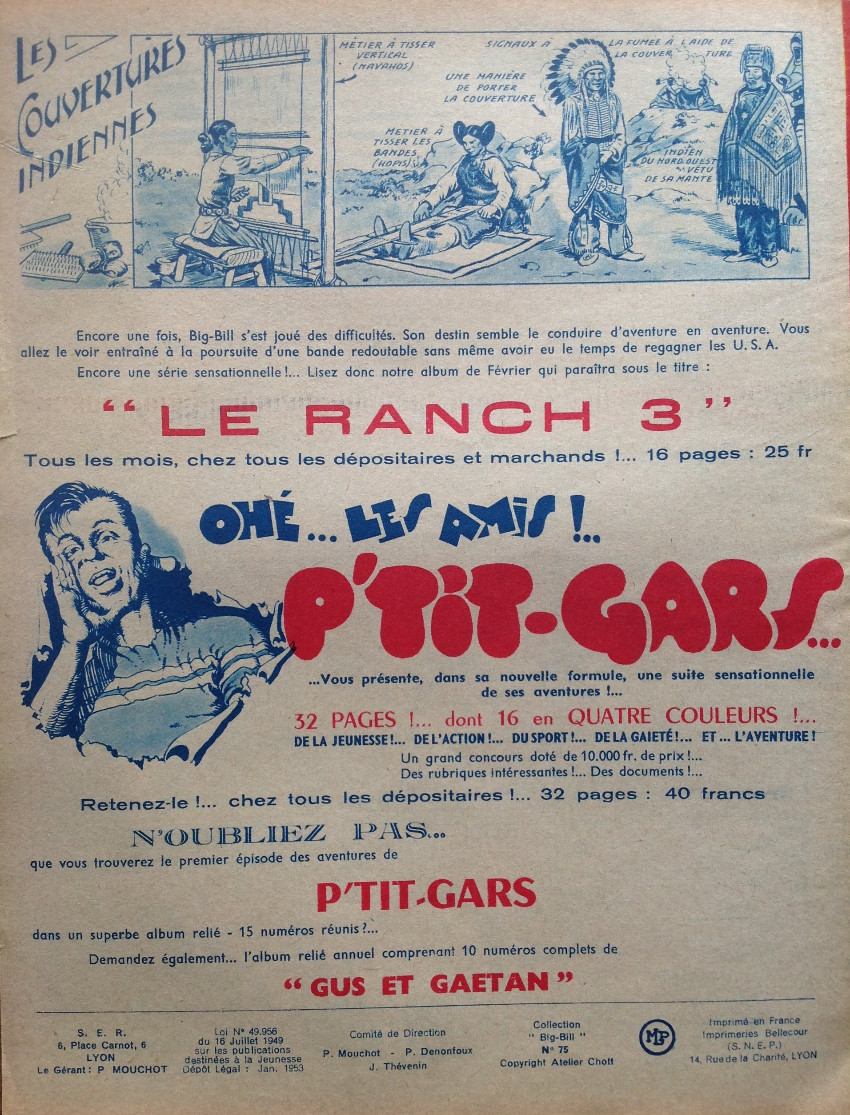 LES
COUVERTURES
INDIENNES
MÉTIER À TISSER
VERTICAL
(NAVAHOS)
MÉTIER À
TISSER LES
BANDES
(HOPIS)
UNE MANIÈRE
DE PORTER
LA COUVERTURE
SIGNAUX À LA FUMÉE À L'AIDE DE
LA COUVERTURE
INDIEN
DU NORD-OUEST
VÊTU
DE SA MANTE
Encore une fois, Big-Bill s'est joué des difficultés. Son destin semble le conduire d'aventure en aventure. Vous
allez le voir entraîné à la poursuite d'une bande redoutable sans même avoir eu le temps de regagner les U.S.A.
Encore une série sensationnelle !... Lisez donc notre album de Février qui paraîtra sous le titre :
"LE RANCH 3"
Tous les mois, chez tous les dépositaires et marchands !... 16 pages : 25 fr
OHÉ... LES AMIS !..
P'TIT-GARS...
...Vous présente, dans sa nouvelle formule, une suite sensationnelle
de ses aventures !...
32 PAGES !... dont 16 en QUATRE COULEURS !...
DE LA JEUNESSE !... DE L'ACTION !... DU SPORT !... DE LA GAIETÉ !... ET... L'AVENTURE !
Un grand concours doté de 10.000 fr. de prix !...
Des rubriques intéressantes !... Des documents !...
Retenez-le !... chez tous les dépositaires !... 32 pages : 40 francs
N'OUBLIEZ PAS...
que vous trouverez le premier épisode des aventures de
P'TIT-GARS
dans un superbe album relié - 15 numéros réunis ?...
Demandez également... l'album relié annuel comprenant 10 numéros complets de
"GUS ET GAETAN"
S. E. R.
6, Place Carnot, 6
LYON
Le Gérant : P MOUCHOT
Loi N° 49.956
du 16 Juillet 1949
sur les publications
destinées à la Jeunesse
Dépôt Légal : Jan. 1953
Comité de Direction
P. Mouchot - P. Denonfoux
J. Thévenin
Collection
"Big-Bill"
N° 75
Copyright Atelier Chott
MP
Imprimé en France
Imprimeries Bellecour
(S. N. E. P.)
14, Rue de la Charité, LYON